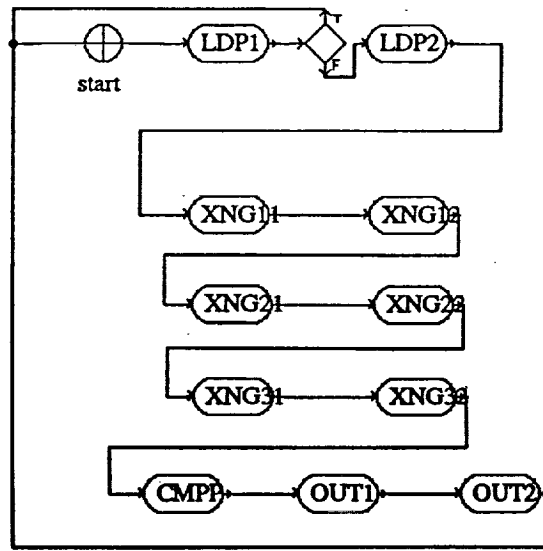 T
LDP1
LDP2
F
start
XNG11
XNG12
XNG21
XNG22
XNG31
XNG32
CMPP
OUT1
OUT2